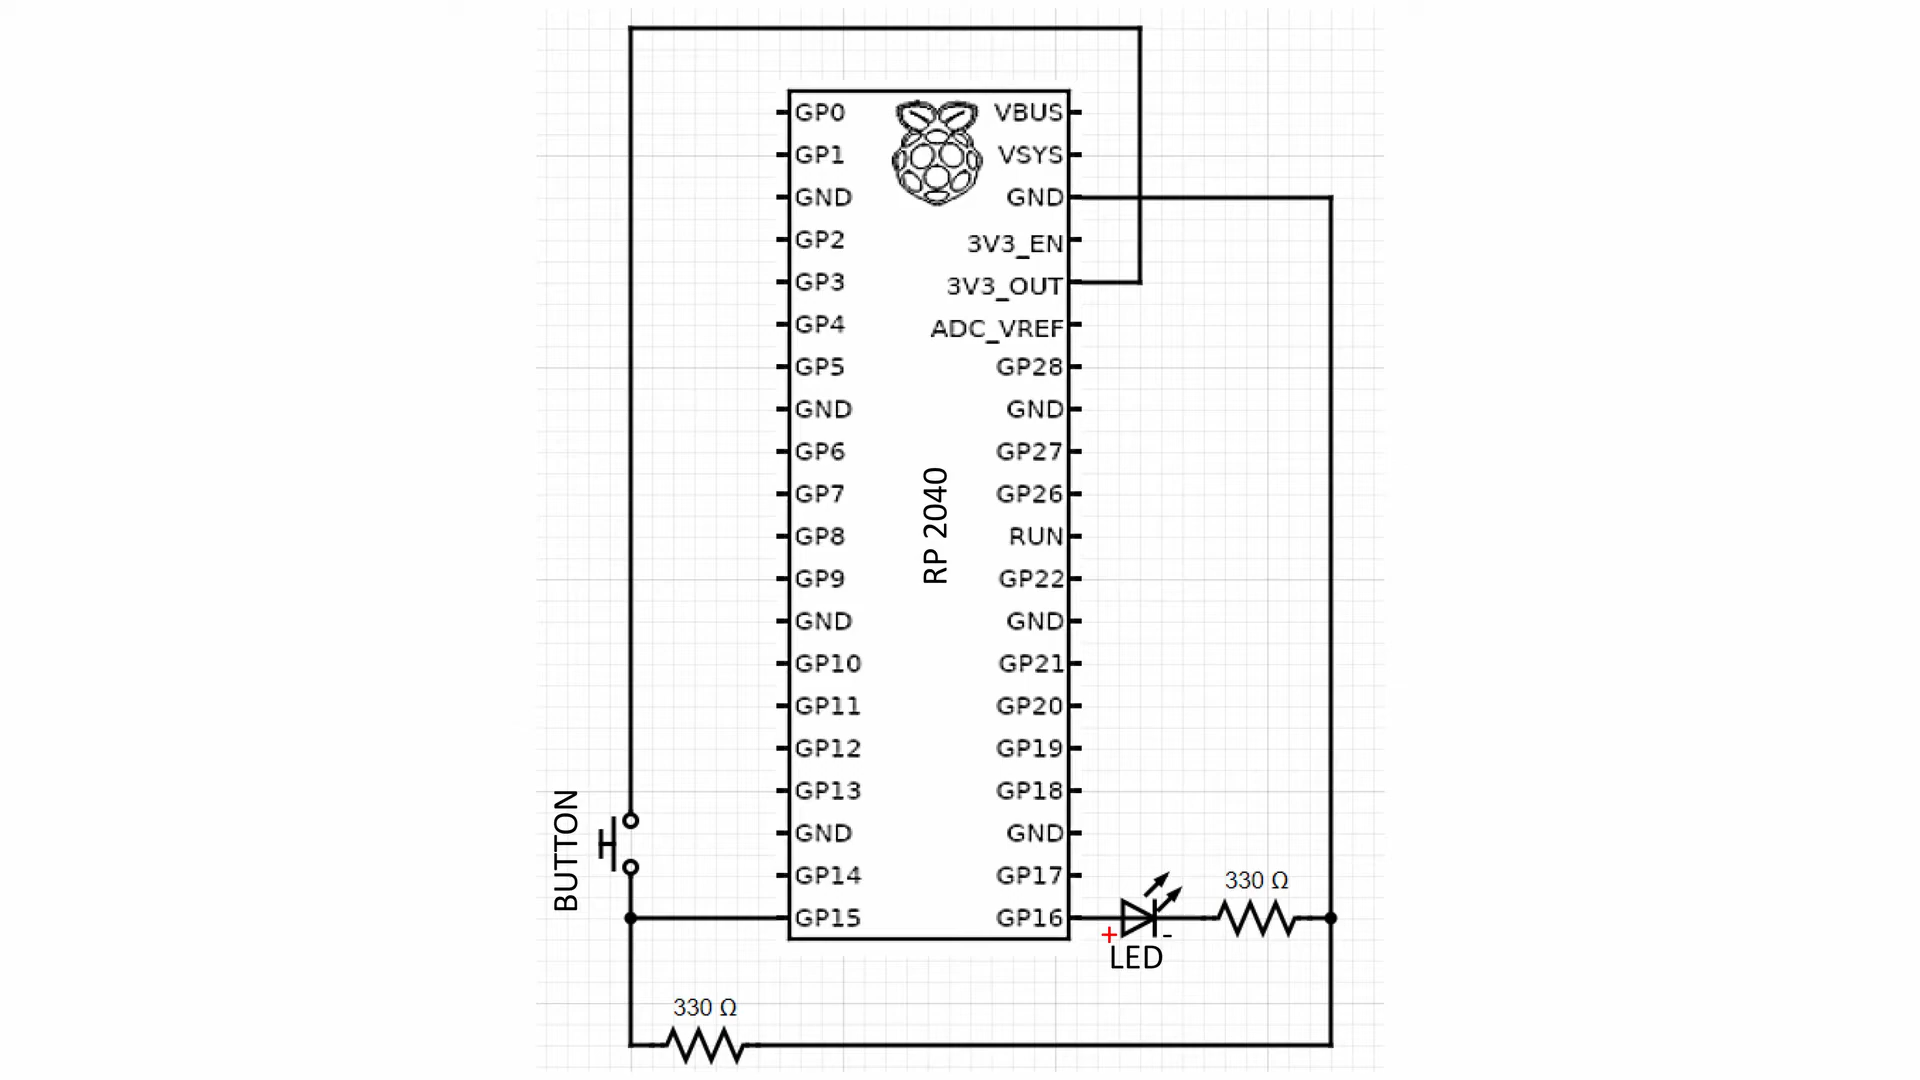 GP0 VBUS
GP1 VSYS
GND GND
GP2 3V3_EN
GP3 3V3_OUT
GP4 ADC_VREF
GP5 GP28
GND GND
GP6 GP27
GP7 GP26
GP8 RUN
GP9 GP22
GND GND
GP10 GP21
GP11 GP20
GP12 GP19
GP13 GP18
GND GND
GP14 GP17
GP15 GP16
RP 2040
BUTTON
330 Ω
+ -
LED
330 Ω